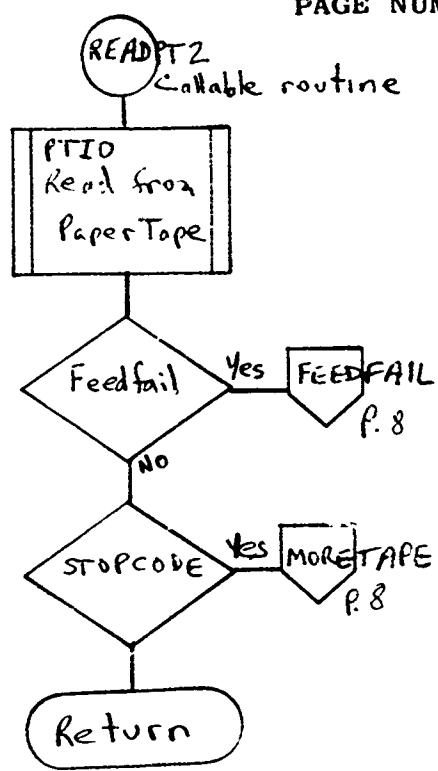 PAGE NUM
READPT2
Callable routine
PTIO
Read from
PaperTape
Feedfail
Yes
FEEDFAIL
P. 8
NO
STOPCODE
Yes
MORETAPE
P. 8
Return